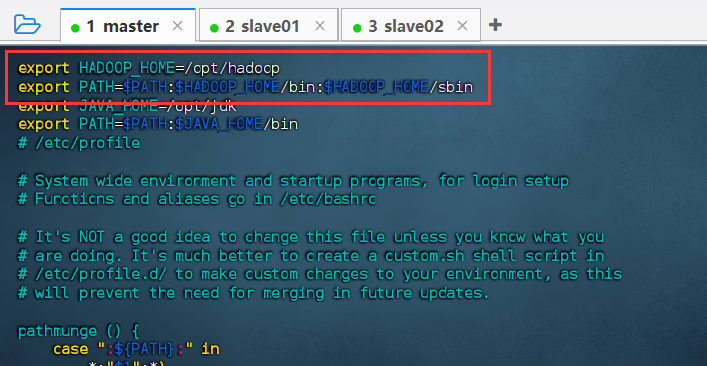 1 master × 2 slave01 × 3 slave02 × +
export HADOOP_HOME=/opt/hadoop
export PATH=$PATH:$HADOOP_HOME/bin:$HADOOP_HOME/sbin
export JAVA_HOME=/opt/jdk
export PATH=$PATH:$JAVA_HOME/bin
# /etc/profile
# System wide environment and startup programs, for login setup
# Functions and aliases go in /etc/bashrc
# It's NOT a good idea to change this file unless you know what you
# are doing. It's much better to create a custom.sh shell script in
# /etc/profile.d/ to make custom changes to your environment, as this
# will prevent the need for merging in future updates.
pathmunge () {
case ":${PATH}:" in